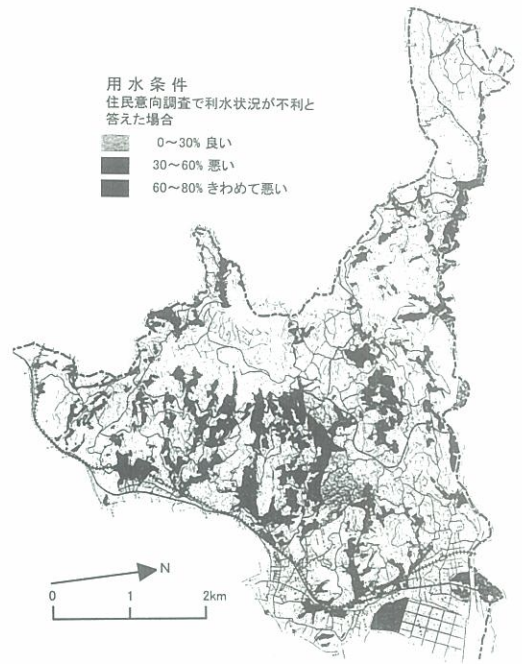 用水条件
住民意向調査で利水状況が不利と
答えた場合
0～30% 良い
30～60% 悪い
60～80% きわめて悪い
N
0 1 2km